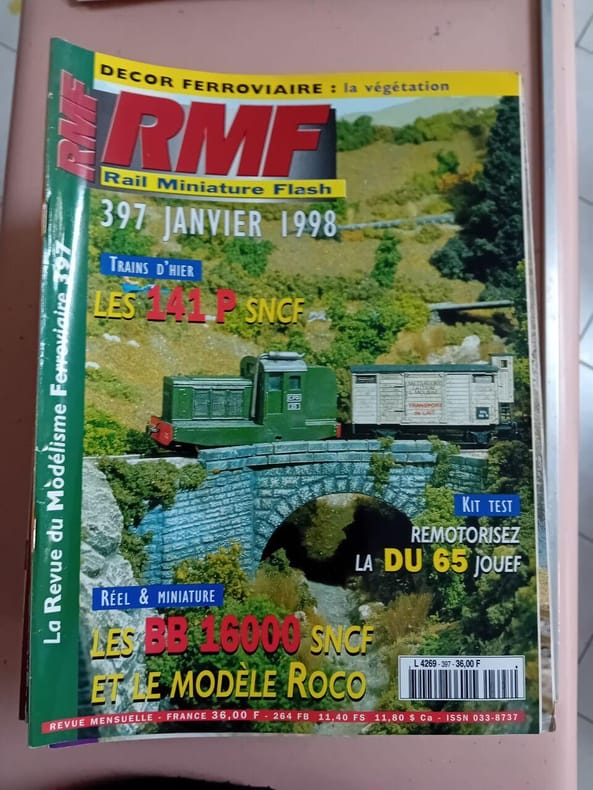 DECOR FERROVIAIRE : la végétation
RMF
RMF
Rail Miniature Flash
397 JANVIER 1998
La Revue du Modélisme Ferroviaire 397
TRAINS D'HIER
LES 141 P SNCF
TRANSPORT
KIT TEST
REMOTORISEZ
LA DU 65 JOUEF
RÉEL & MINIATURE
LES BB 16000 SNCF
ET LE MODÈLE ROCO
L 4269 - 397 - 36,00 F
REVUE MENSUELLE - FRANCE 36,00 F - 264 FB 11,40 FS 11,80 $ Ca - ISSN 033-8737